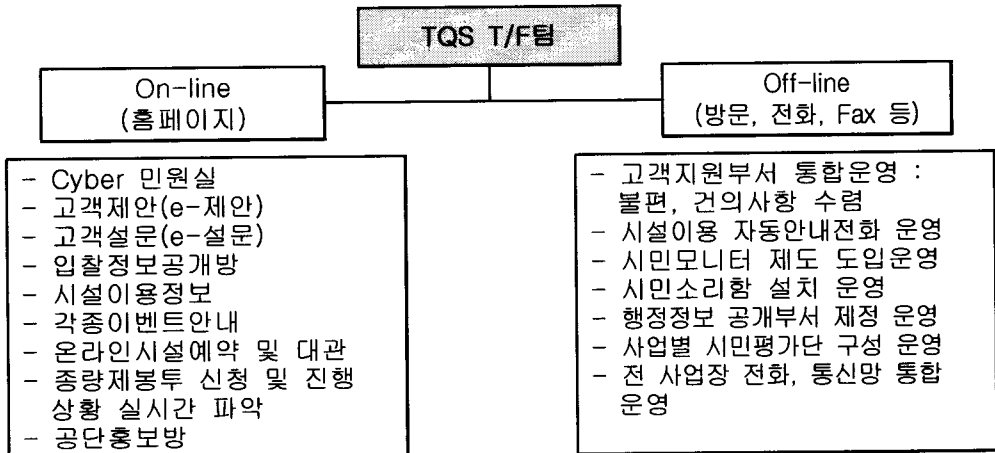 TQS T/F팀
On-line
(홈페이지)
- Cyber 민원실
- 고객제안(e-제안)
- 고객설문(e-설문)
- 입찰정보공개방
- 시설이용정보
- 각종이벤트안내
- 온라인시설예약 및 대관
- 종량제봉투 신청 및 진행
상황 실시간 파악
- 공단홍보방
Off-line
(방문, 전화, Fax 등)
- 고객지원부서 통합운영 :
불편, 건의사항 수렴
- 시설이용 자동안내전화 운영
- 시민모니터 제도 도입운영
- 시민소리함 설치 운영
- 행정정보 공개부서 제정 운영
- 사업별 시민평가단 구성 운영
- 전 사업장 전화, 통신망 통합
운영